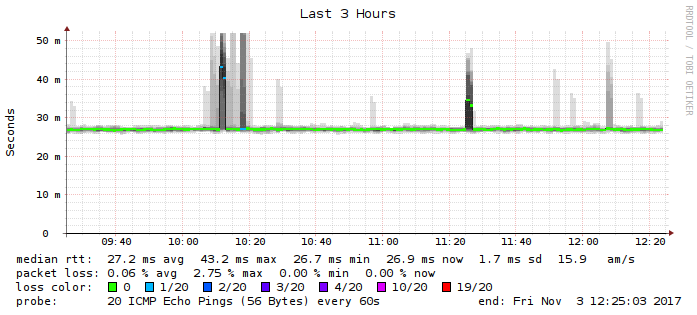 Last 3 Hours
RRDTOOL / TOBI OETIKER
Seconds
50 m
40 m
30 m
20 m
10 m
0
09:40 10:00 10:20 10:40 11:00 11:20 11:40 12:00 12:20
median rtt: 27.2 ms avg 43.2 ms max 26.7 ms min 26.9 ms now 1.7 ms sd 15.9 am/s
packet loss: 0.06 % avg 2.75 % max 0.00 % min 0.00 % now
loss color: 0 1/20 2/20 3/20 4/20 10/20 19/20
probe: 20 ICMP Echo Pings (56 Bytes) every 60s end: Fri Nov 3 12:25:03 2017